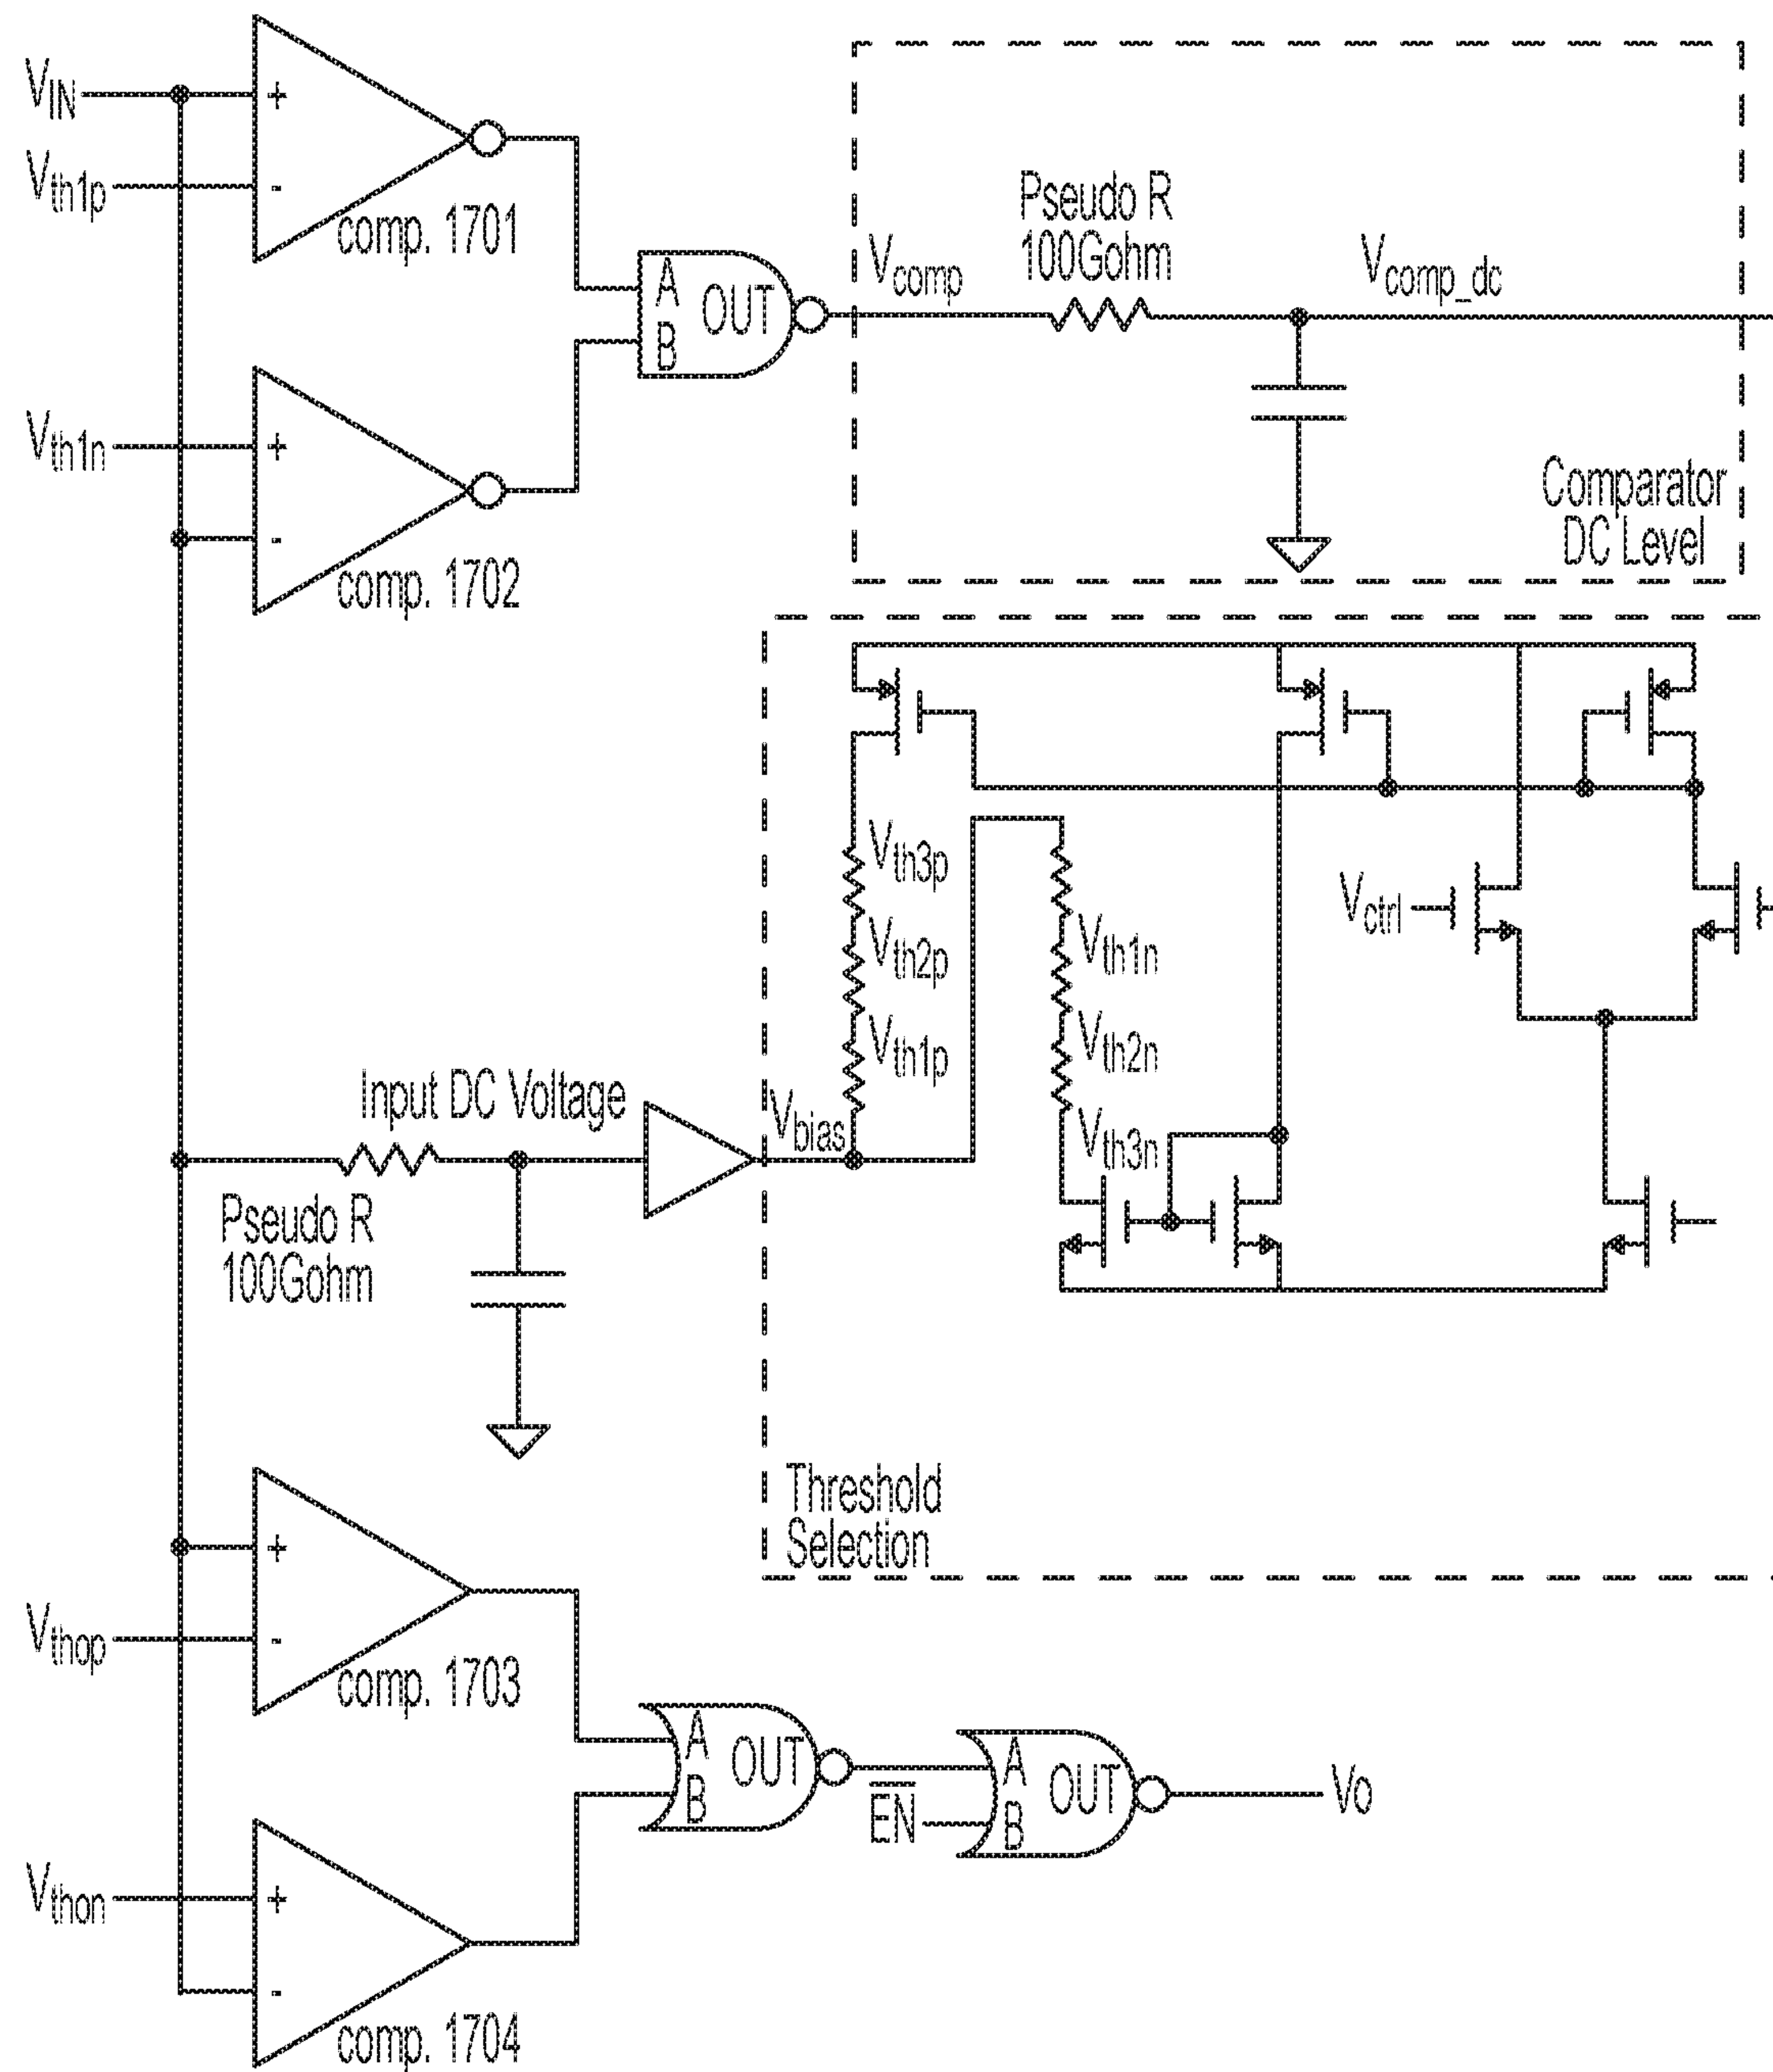 VIN
+
Vth1p
-
comp. 1701
A
B
OUT
Vth1n
+
-
comp. 1702
Vcomp
Pseudo R
100Gohm
Vcomp_dc
Comparator
DC Level
Vth3p
Vth2p
Vth1p
Vth1n
Vth2n
Vth3n
Vctrl
Input DC Voltage
Vbias
Pseudo R
100Gohm
Threshold
Selection
+
Vthop
-
comp. 1703
A
B
OUT
EN
A
B
OUT
Vo
Vthon
+
-
comp. 1704